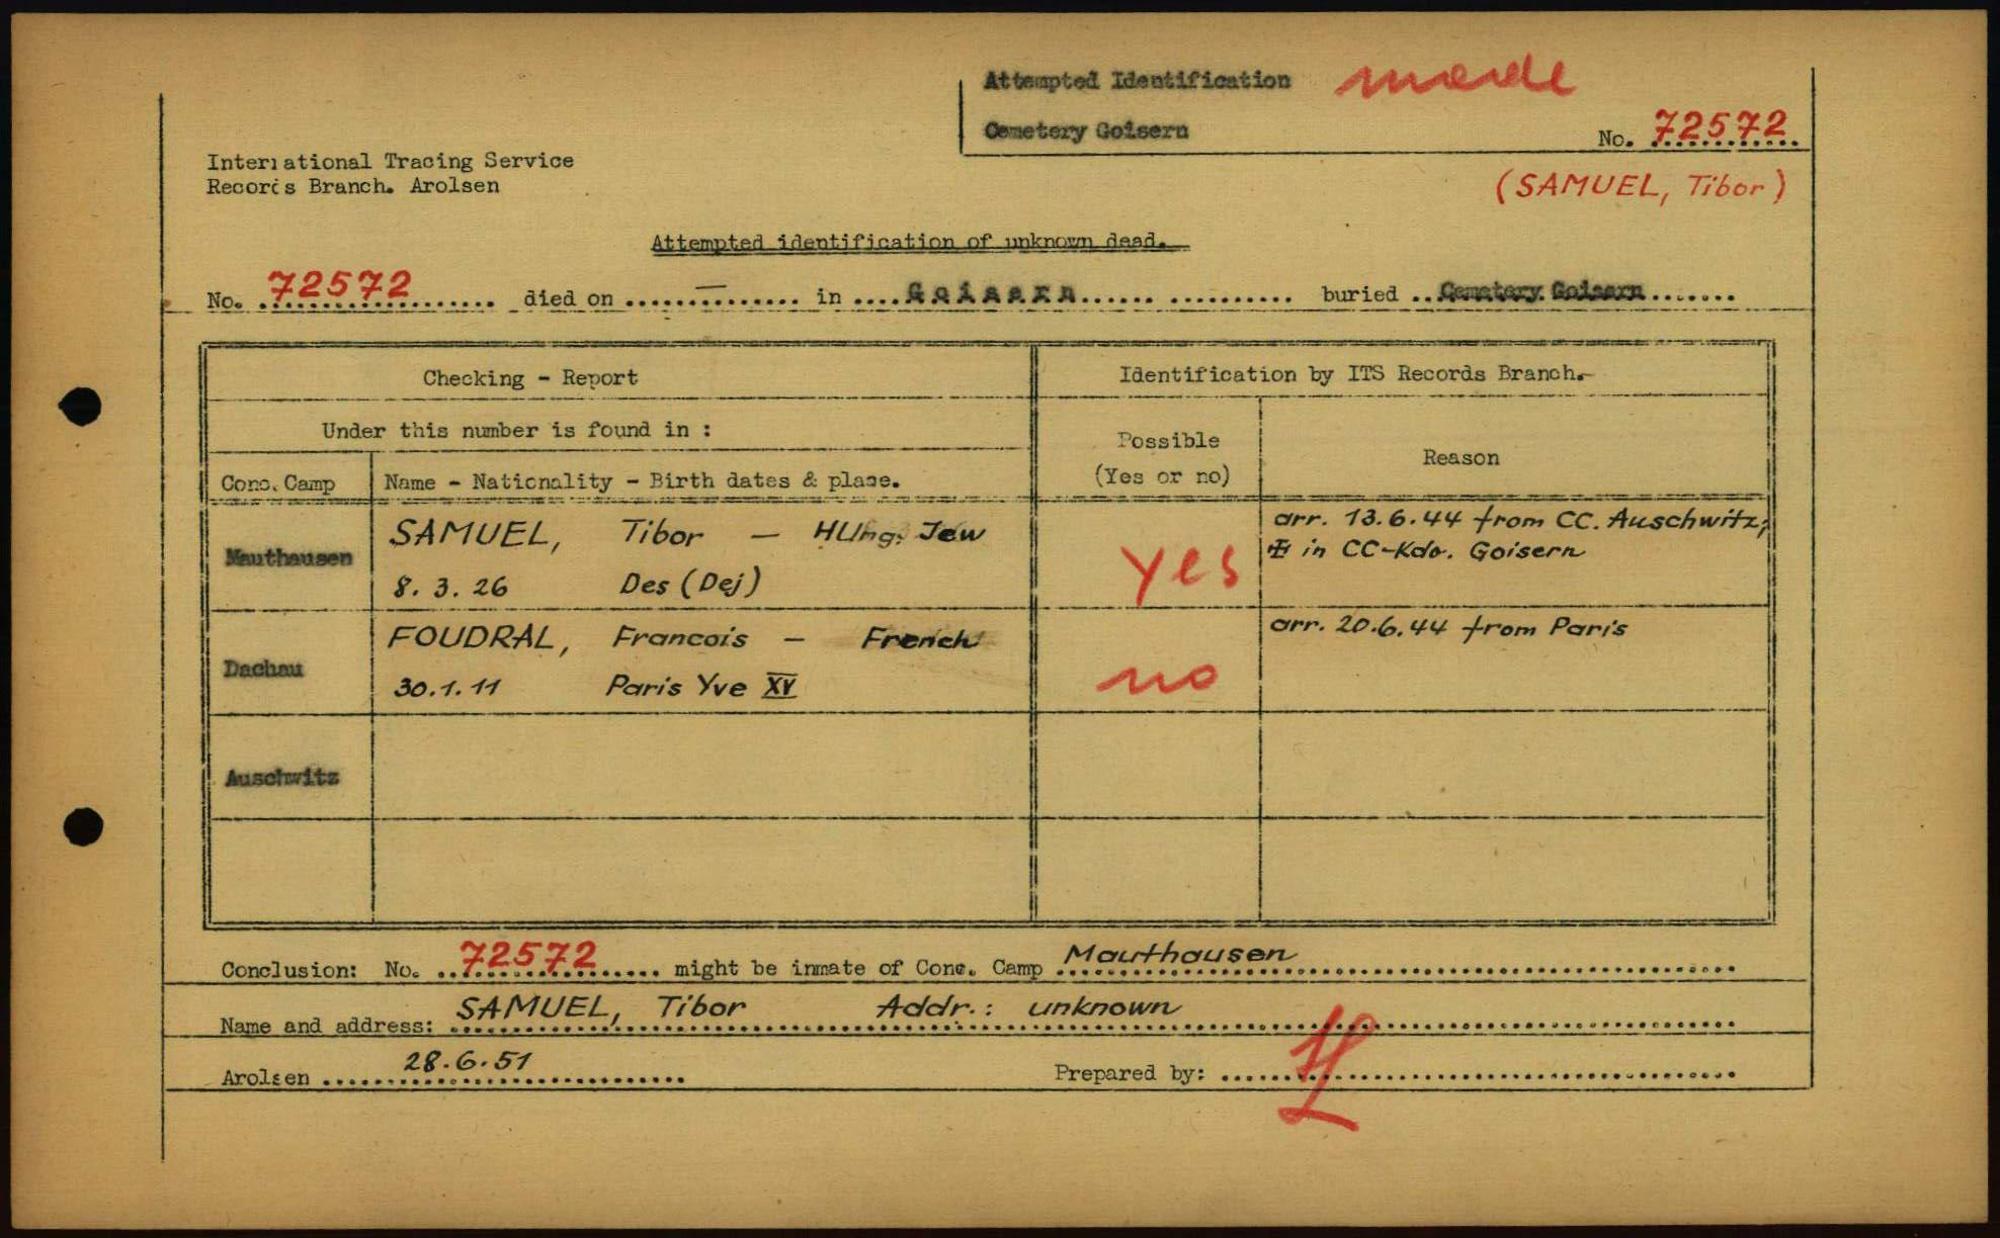 Attempted Identification made
Cemetery Goisern
No. 72572
International Tracing Service
Records Branch. Arolsen
(SAMUEL, Tibor)
Attempted identification of unknown dead.
No. 72572 died on — in Goisern buried Cemetery Goisern
Checking - Report
Identification by ITS Records Branch.
Under this number is found in :
Possible
(Yes or no)
Reason
Conc. Camp
Name - Nationality - Birth dates & place.
Mauthausen
SAMUEL, Tibor — HUng. Jew
8. 3. 26 Des (Dej)
yes
arr. 13.6.44 from CC. Auschwitz;
in CC-Kdo. Goisern
Dachau
FOUDRAL, Francois — French
30.1.11 Paris Yve XV
no
arr. 20.6.44 from Paris
Auschwitz
Conclusion: No. 72572 might be inmate of Conc. Camp Mauthausen
Name and address: SAMUEL, Tibor Addr.: unknown
Arolsen 28.6.51
Prepared by: